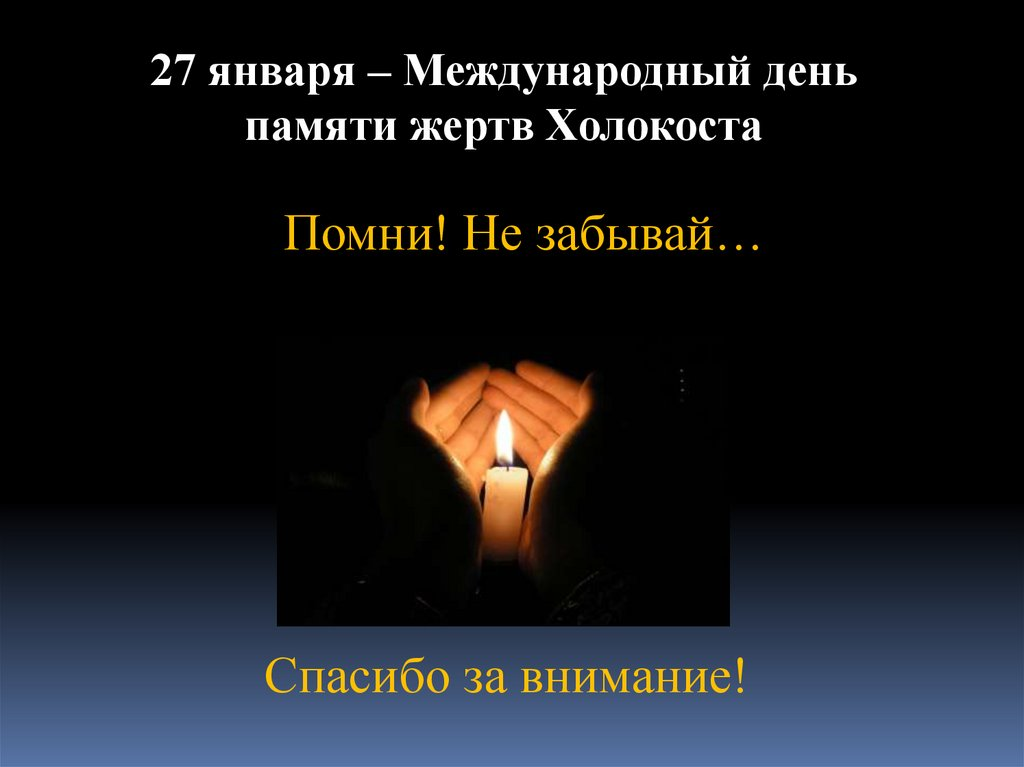 27 января – Международный день
памяти жертв Холокоста
Помни! Не забывай…
Спасибо за внимание!